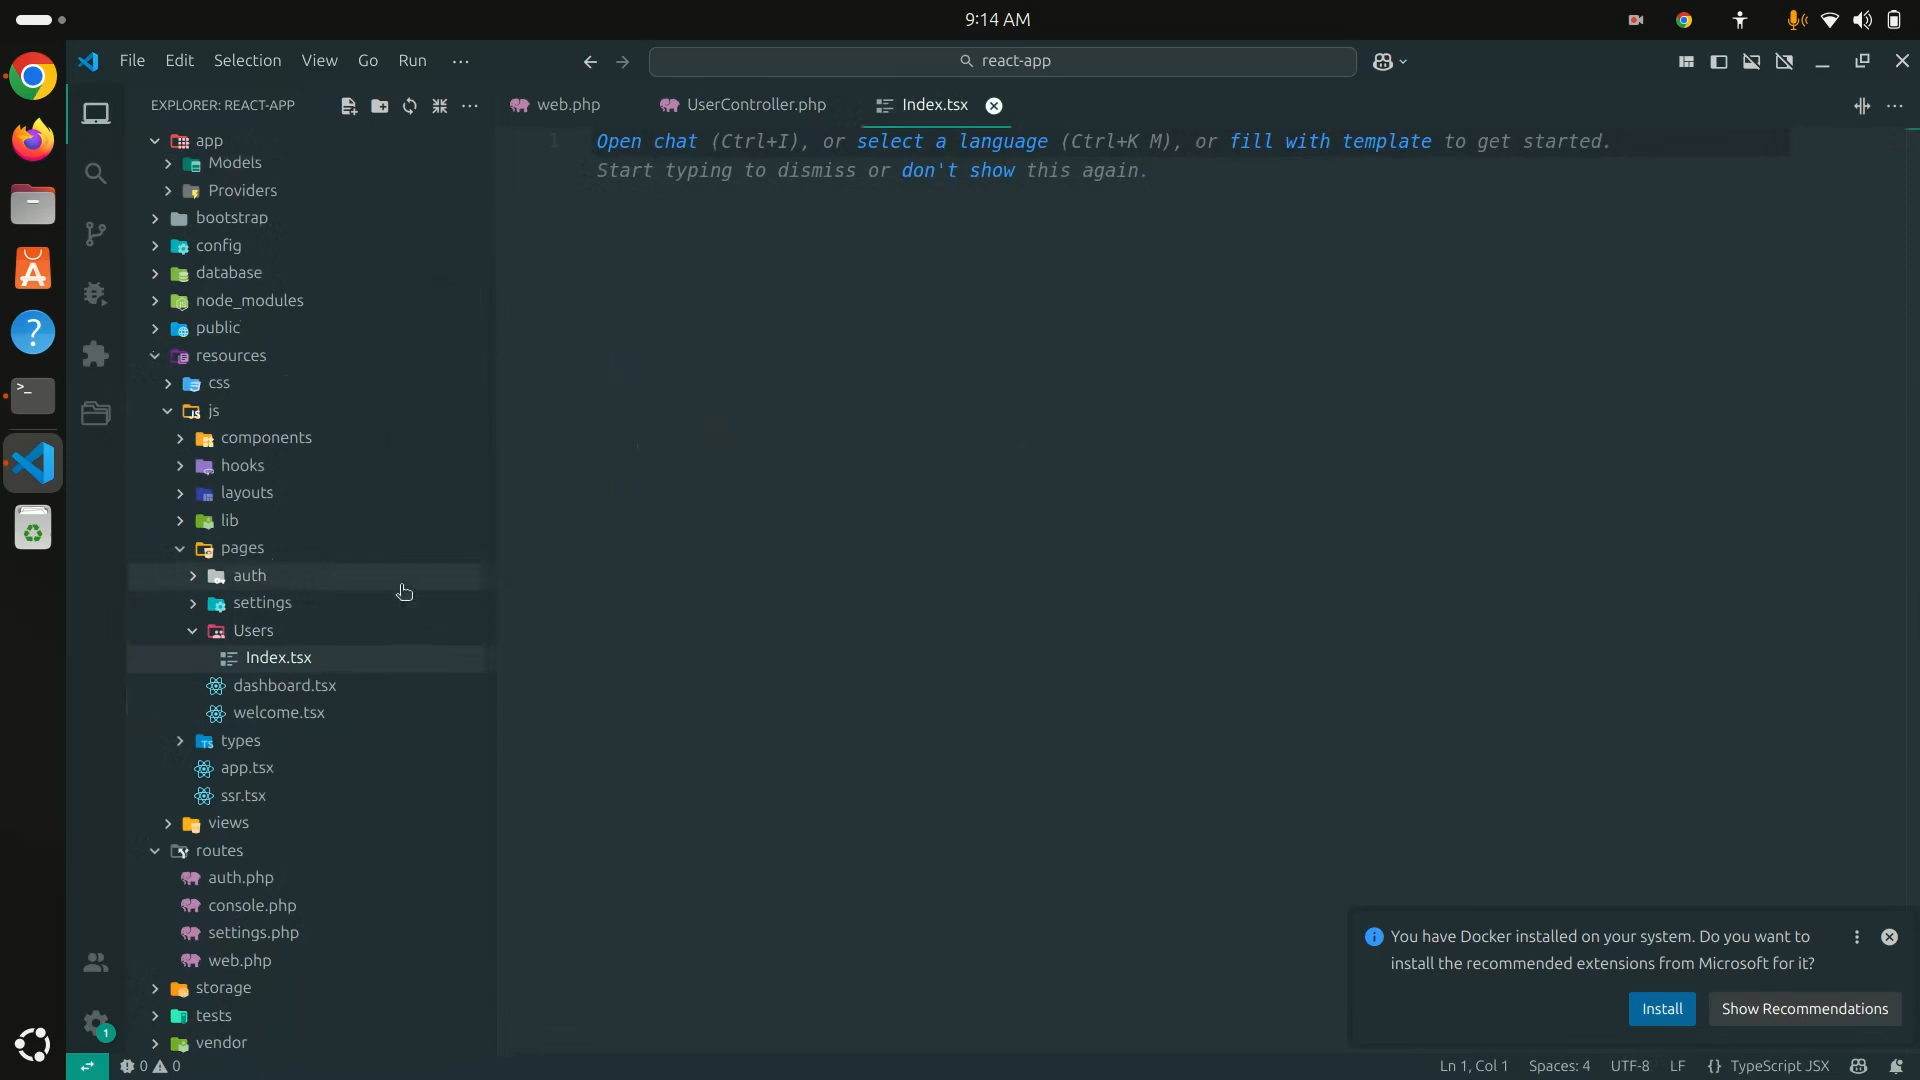 9:14 AM
File Edit Selection View Go Run ···
react-app
EXPLORER: REACT-APP
web.php UserController.php Index.tsx
app
Models
Providers
bootstrap
config
database
node_modules
public
resources
css
js
components
hooks
layouts
lib
pages
auth
settings
Users
Index.tsx
dashboard.tsx
welcome.tsx
types
app.tsx
ssr.tsx
views
routes
auth.php
console.php
settings.php
web.php
storage
tests
vendor
1 Open chat (Ctrl+I), or select a language (Ctrl+K M), or fill with template to get started.
Start typing to dismiss or don't show this again.
You have Docker installed on your system. Do you want to
install the recommended extensions from Microsoft for it?
Install Show Recommendations
1
0 0
Ln 1, Col 1 Spaces: 4 UTF-8 LF {} TypeScript JSX